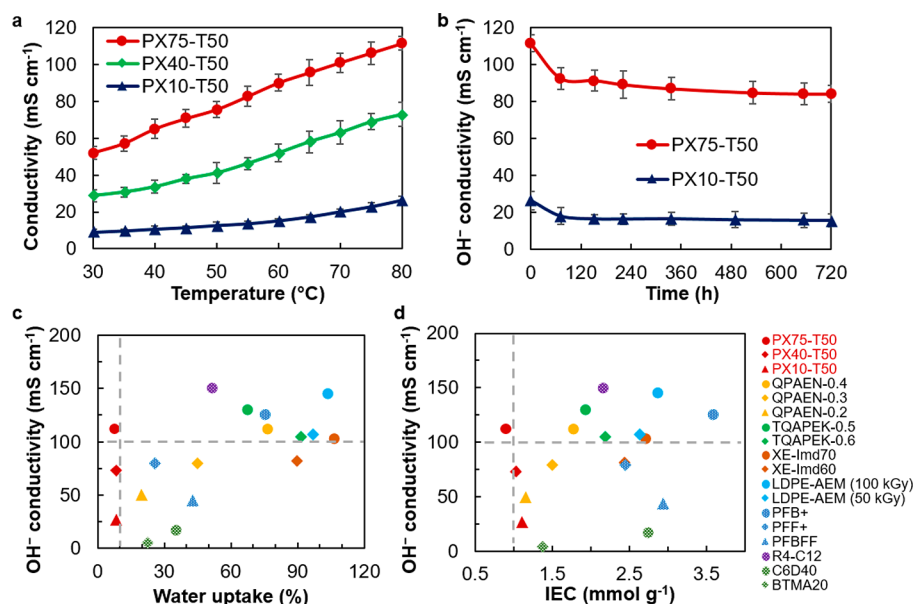 a
Conductivity (mS cm⁻¹)
120
100
80
60
40
20
0
PX75-T50
PX40-T50
PX10-T50
30
40
50
60
70
80
Temperature (°C)
b
OH⁻ conductivity (mS cm⁻¹)
120
100
80
60
40
20
0
PX75-T50
PX10-T50
0
120
240
360
480
600
720
Time (h)
c
OH⁻ conductivity (mS cm⁻¹)
200
150
100
50
0
0
30
60
90
120
Water uptake (%)
d
OH⁻ conductivity (mS cm⁻¹)
200
150
100
50
0
0.5
1.5
2.5
3.5
IEC (mmol g⁻¹)
PX75-T50
PX40-T50
PX10-T50
QPAEN-0.4
QPAEN-0.3
QPAEN-0.2
TQAPEK-0.5
TQAPEK-0.6
XE-Imd70
XE-Imd60
LDPE-AEM (100 kGy)
LDPE-AEM (50 kGy)
PFB+
PFF+
PFBFF
R4-C12
C6D40
BTMA20